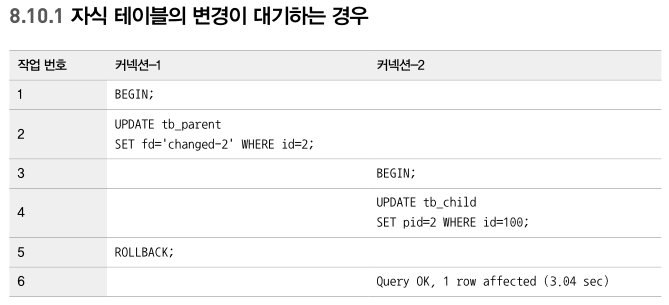 8.10.1 자식 테이블의 변경이 대기하는 경우
작업 번호 커넥션-1 커넥션-2
1 BEGIN;
2 UPDATE tb_parent
SET fd='changed-2' WHERE id=2;
3 BEGIN;
4 UPDATE tb_child
SET pid=2 WHERE id=100;
5 ROLLBACK;
6 Query OK, 1 row affected (3.04 sec)